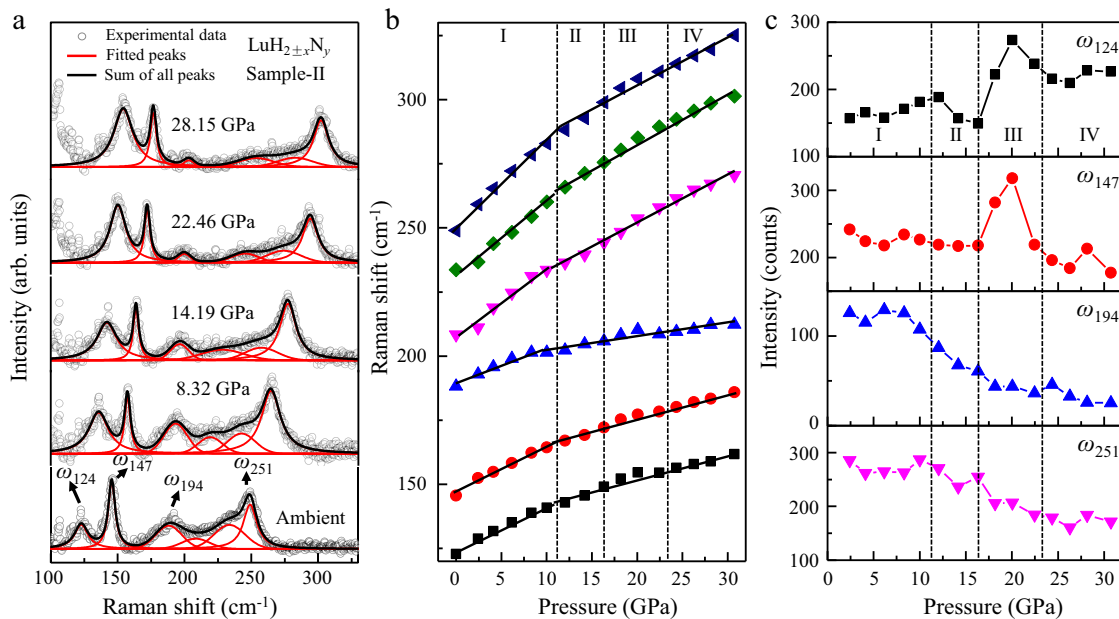 a
Experimental data
Fitted peaks
Sum of all peaks
LuH2±xNy
Sample-II
28.15 GPa
22.46 GPa
14.19 GPa
8.32 GPa
ω124
ω147
ω194
ω251
Ambient
100 150 200 250 300
Raman shift (cm-1)
Intensity (arb. units)
b
I II III IV
300
250
200
150
Raman shift (cm-1)
0 5 10 15 20 25 30
Pressure (GPa)
c
300
200
100
ω124
I II III IV
300
200
ω147
100
0
ω194
300
200
100
ω251
Intensity (counts)
0 5 10 15 20 25 30
Pressure (GPa)